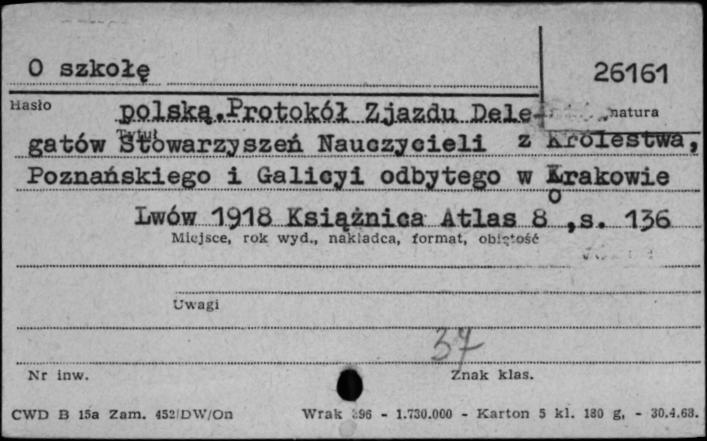 O szkołę
26161
Hasło
polską.Protokół Zjazdu Dele-
natura
Tytuł
gatów Stowarzyszeń Nauczycieli z Królestwa,
Poznańskiego i Galicyi odbytego w Krakowie
Lwów 1918 Książnica Atlas 8°,s. 136
Miejsce, rok wyd., nakładca, format, objętość
Uwagi
37
Nr inw.
Znak klas.
CWD B 15a Zam. 452/DW/On
Wrak 396 - 1.730.000 - Karton 5 kl. 180 g, - 30.4.68.